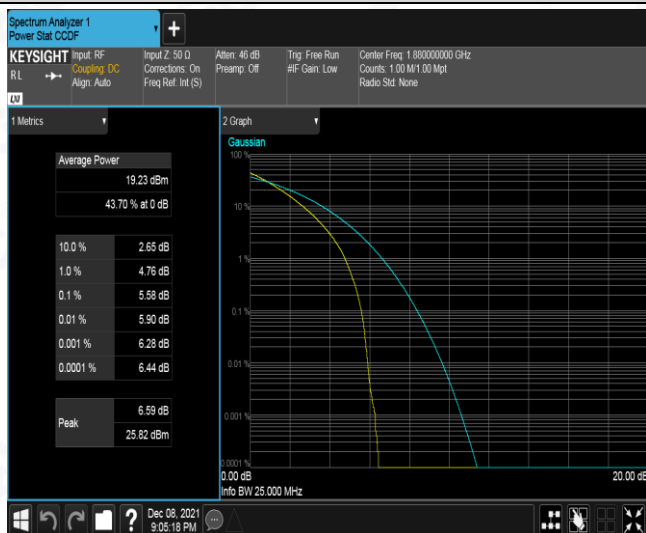 Spectrum Analyzer 1
Power Stat CCDF
+
KEYSIGHT
RL
LXI
Input: RF
Coupling: DC
Align: Auto
Input Z: 50 Ω
Corrections: On
Freq Ref: Int (S)
Atten: 46 dB
Preamp: Off
Trig: Free Run
#IF Gain: Low
Center Freq: 1.880000000 GHz
Counts: 1.00 M/1.00 Mpt
Radio Std: None
1 Metrics
Average Power
19.23 dBm
43.70 % at 0 dB
10.0 % 2.65 dB
1.0 % 4.76 dB
0.1 % 5.58 dB
0.01 % 5.90 dB
0.001 % 6.28 dB
0.0001 % 6.44 dB
Peak
6.59 dB
25.82 dBm
2 Graph
Gaussian
100 %
10 %
1 %
0.1 %
0.01 %
0.001 %
0.0001 %
0.00 dB
20.00 dB
Info BW 25.000 MHz
?
Dec 08, 2021
9:05:18 PM